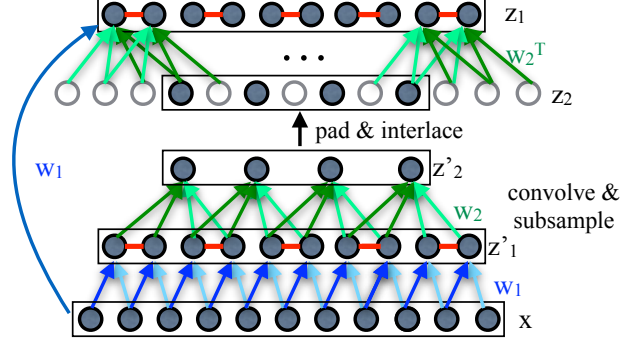 z1
w2T
...
z2
pad & interlace
w1
z'2
convolve &
subsample
w2
z'1
w1
x